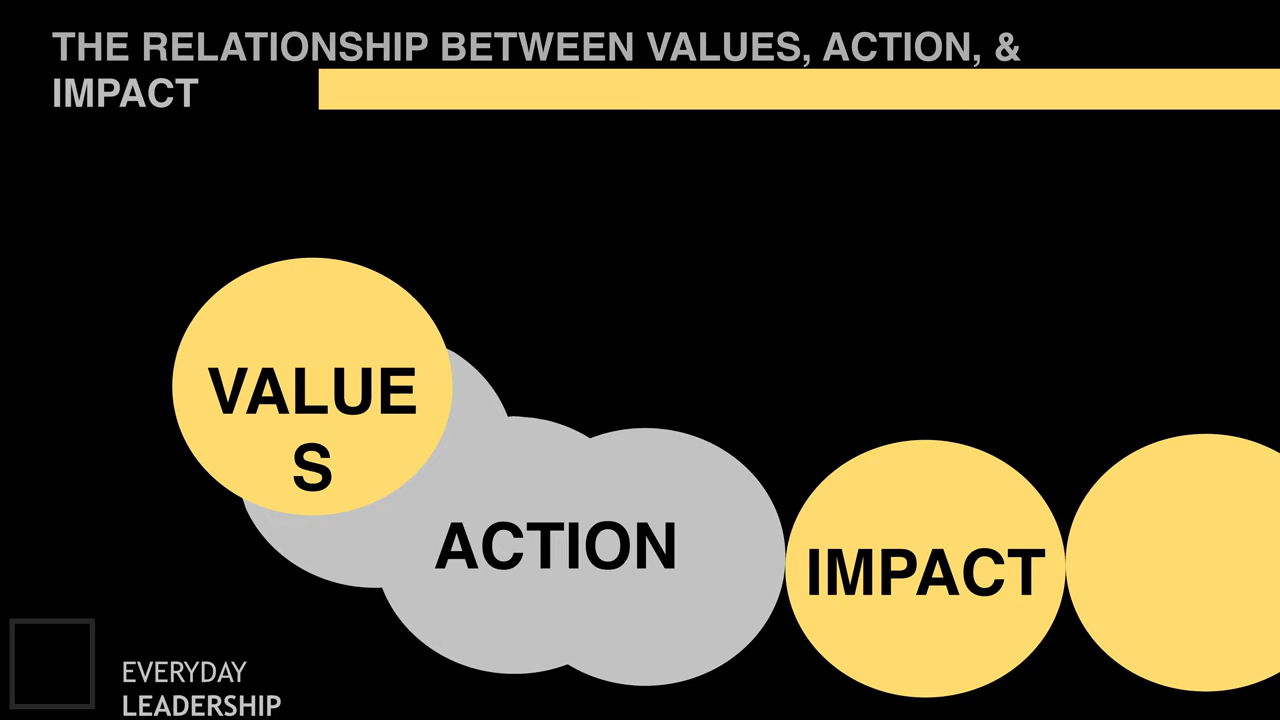 THE RELATIONSHIP BETWEEN VALUES, ACTION, &
IMPACT
VALUE
S
ACTION
IMPACT
EVERYDAY
LEADERSHIP